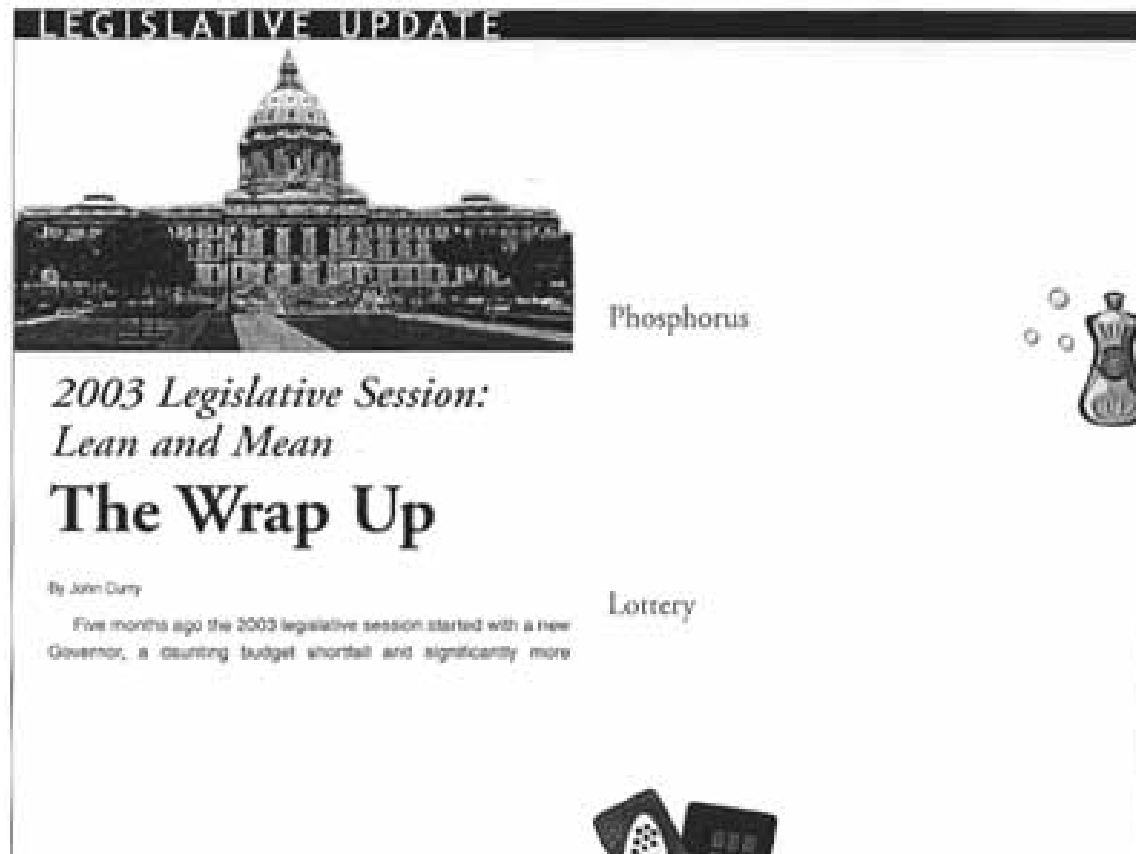 LEGISLATIVE UPDATE
2003 Legislative Session:
Lean and Mean
The Wrap Up
By John Curry
Five months ago the 2003 legislative session started with a new
Governor, a daunting budget shortfall and significantly more
Phosphorus
Lottery